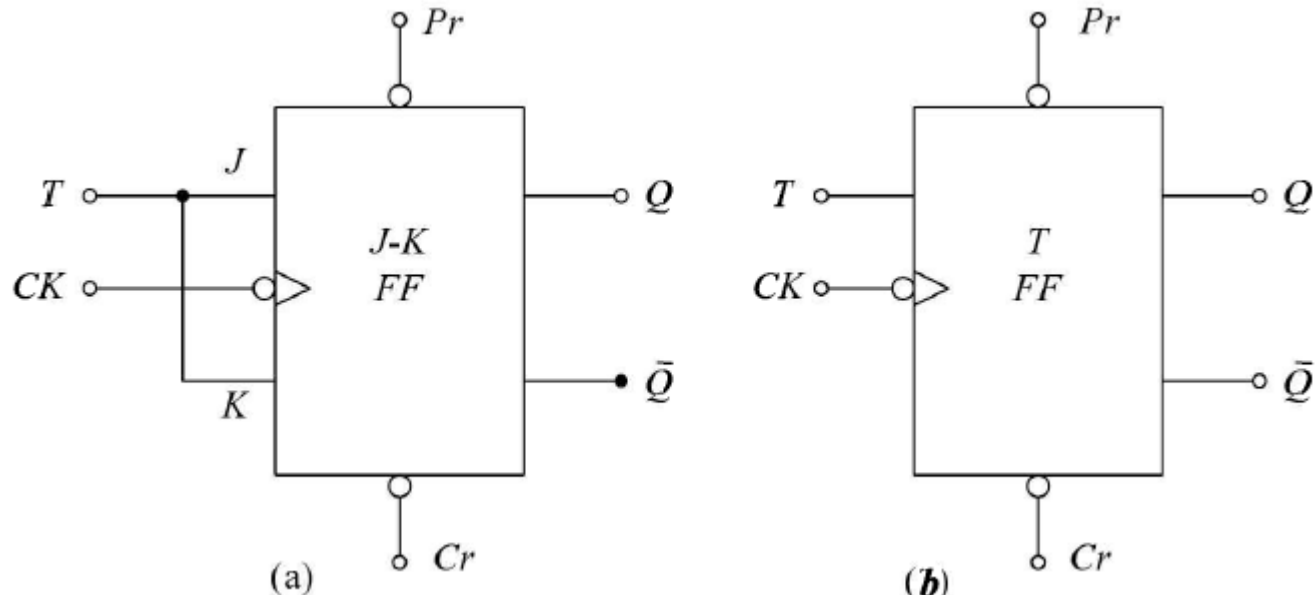 Pr Pr
J
T Q T Q
J-K T
CK FF CK FF
Q̄ Q̄
K
Cr Cr
(a) (b)